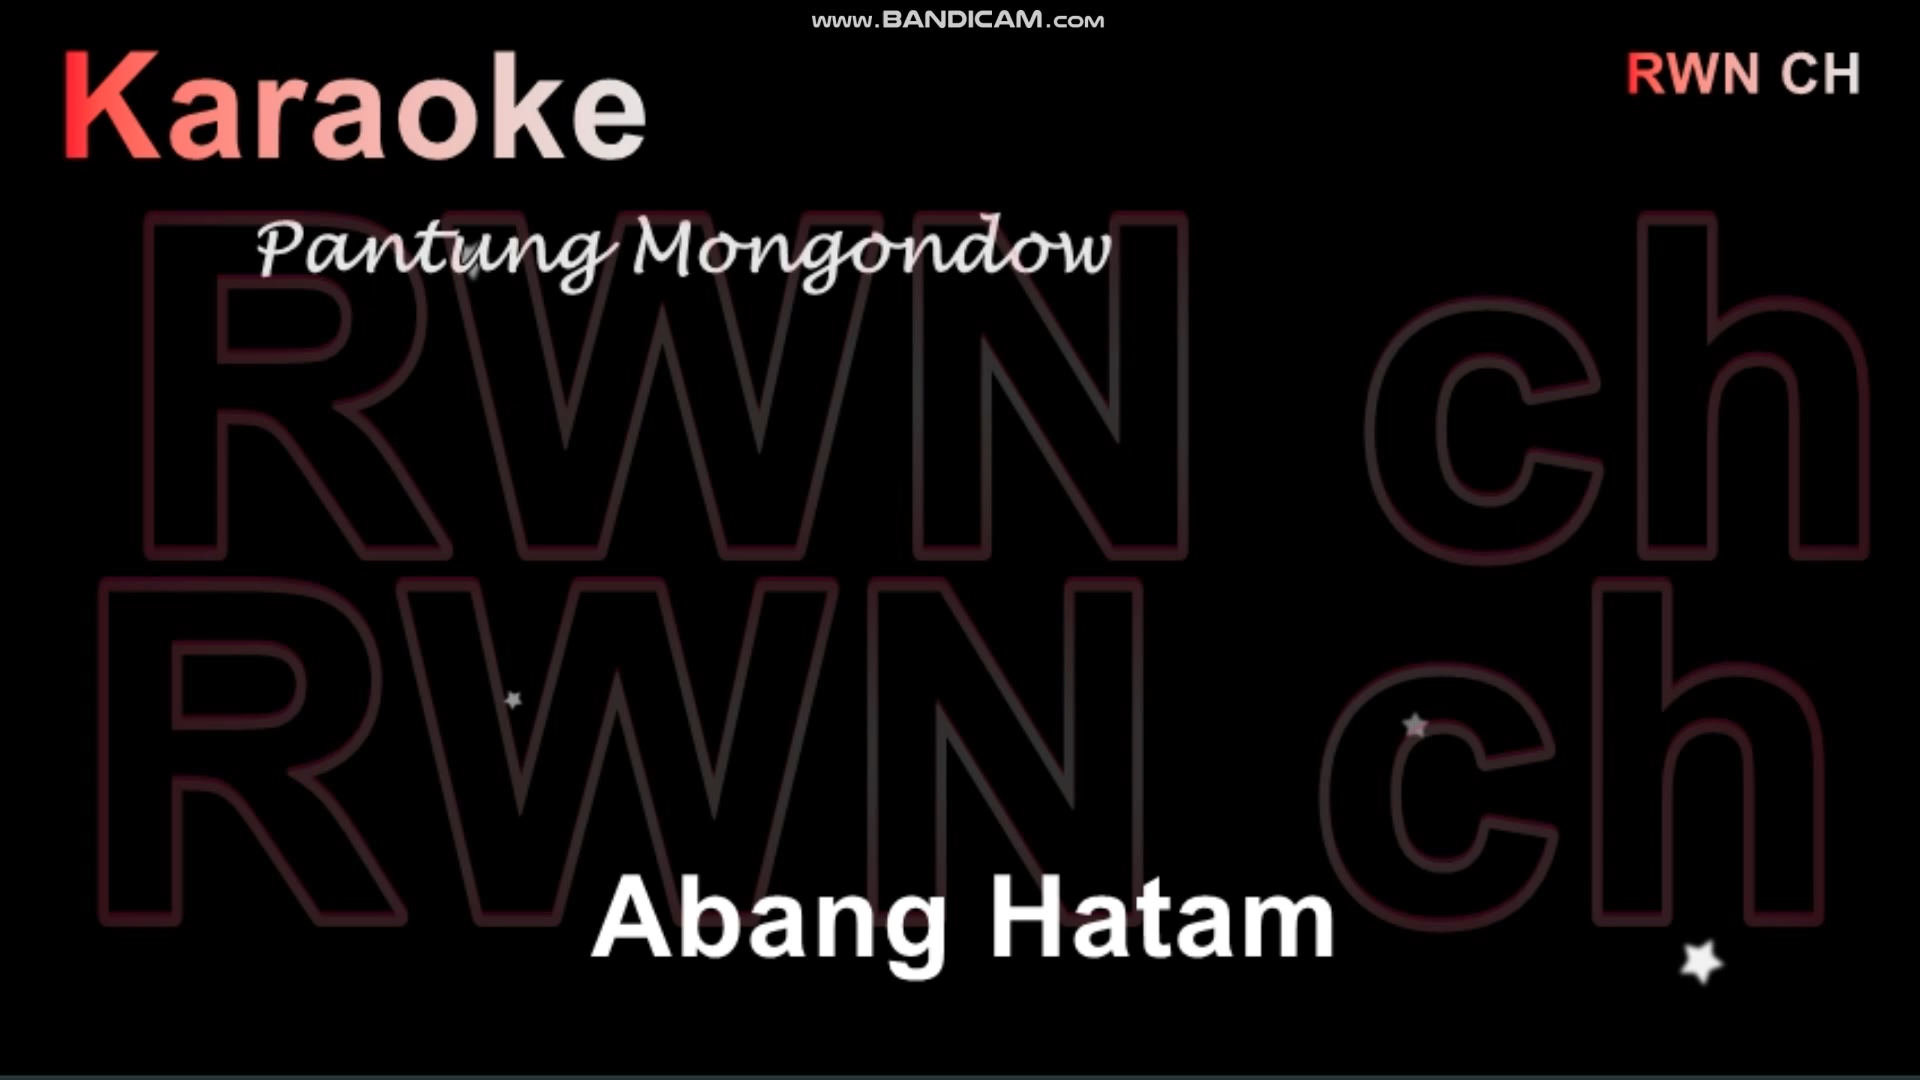 www.BANDICAM.com
Karaoke
RWN CH
Pantung Mongondow
RWN ch
RWN ch
Abang Hatam